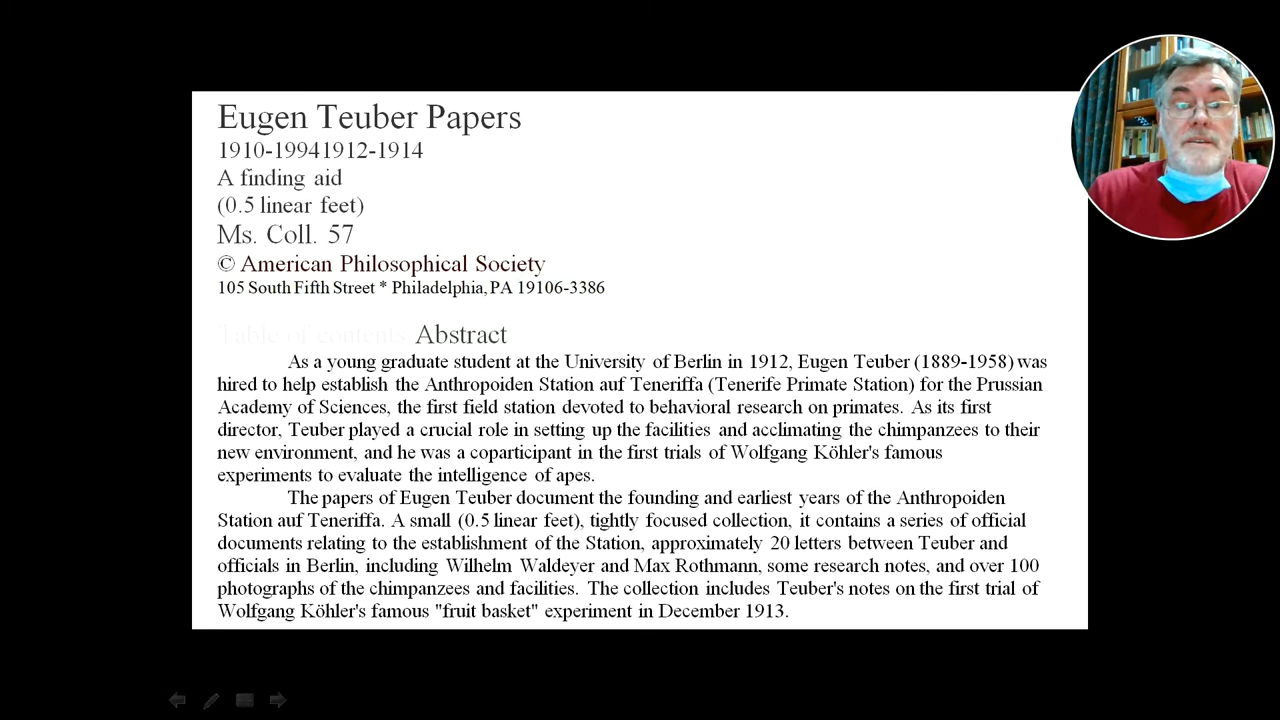 Eugen Teuber Papers
1910-19941912-1914
A finding aid
(0.5 linear feet)
Ms. Coll. 57
© American Philosophical Society
105 South Fifth Street * Philadelphia, PA 19106-3386
Table of contents Abstract
As a young graduate student at the University of Berlin in 1912, Eugen Teuber (1889-1958) was
hired to help establish the Anthropoiden Station auf Teneriffa (Tenerife Primate Station) for the Prussian
Academy of Sciences, the first field station devoted to behavioral research on primates. As its first
director, Teuber played a crucial role in setting up the facilities and acclimating the chimpanzees to their
new environment, and he was a coparticipant in the first trials of Wolfgang Köhler's famous
experiments to evaluate the intelligence of apes.
The papers of Eugen Teuber document the founding and earliest years of the Anthropoiden
Station auf Teneriffa. A small (0.5 linear feet), tightly focused collection, it contains a series of official
documents relating to the establishment of the Station, approximately 20 letters between Teuber and
officials in Berlin, including Wilhelm Waldeyer and Max Rothmann, some research notes, and over 100
photographs of the chimpanzees and facilities. The collection includes Teuber's notes on the first trial of
Wolfgang Köhler's famous "fruit basket" experiment in December 1913.